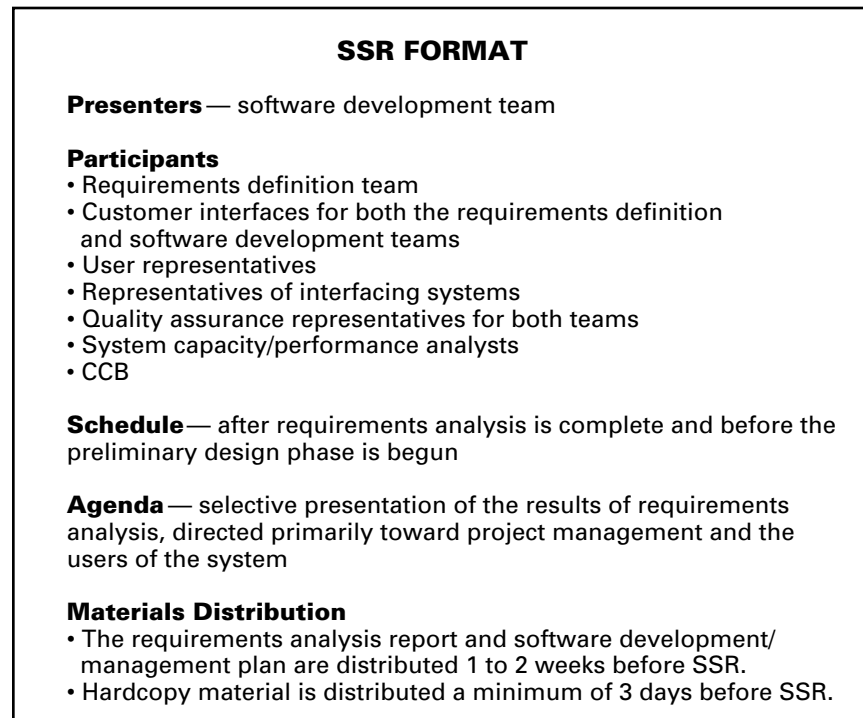 SSR FORMAT
Presenters — software development team
Participants
• Requirements definition team
• Customer interfaces for both the requirements definition
and software development teams
• User representatives
• Representatives of interfacing systems
• Quality assurance representatives for both teams
• System capacity/performance analysts
• CCB
Schedule — after requirements analysis is complete and before the
preliminary design phase is begun
Agenda — selective presentation of the results of requirements
analysis, directed primarily toward project management and the
users of the system
Materials Distribution
• The requirements analysis report and software development/
management plan are distributed 1 to 2 weeks before SSR.
• Hardcopy material is distributed a minimum of 3 days before SSR.